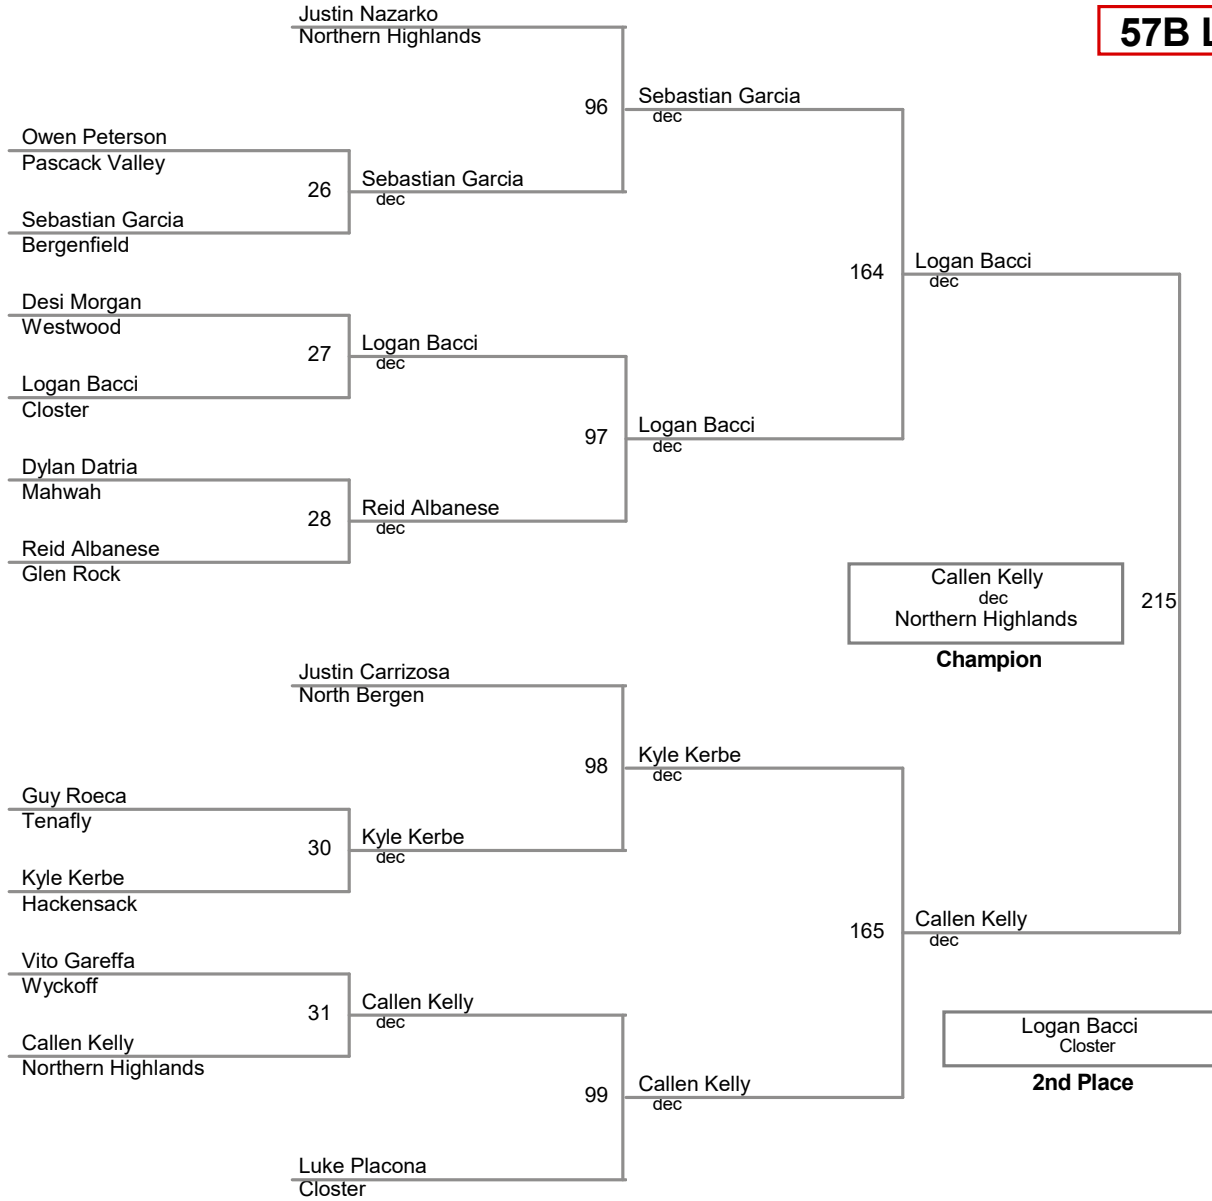 Justin Nazarko
Northern Highlands
57B L
96
Sebastian Garcia
dec
Owen Peterson
Pascack Valley
26
Sebastian Garcia
dec
Sebastian Garcia
Bergenfield
164
Logan Bacci
dec
Desi Morgan
Westwood
27
Logan Bacci
dec
Logan Bacci
Closter
97
Logan Bacci
dec
Dylan Datria
Mahwah
28
Reid Albanese
dec
Reid Albanese
Glen Rock
Callen Kelly
dec
Northern Highlands
215
Champion
Justin Carrizosa
North Bergen
98
Kyle Kerbe
dec
Guy Roeca
Tenafly
30
Kyle Kerbe
dec
Kyle Kerbe
Hackensack
165
Callen Kelly
dec
Vito Gareffa
Wyckoff
31
Callen Kelly
dec
Callen Kelly
Northern Highlands
Logan Bacci
Closter
2nd Place
99
Callen Kelly
dec
Luke Placona
Closter